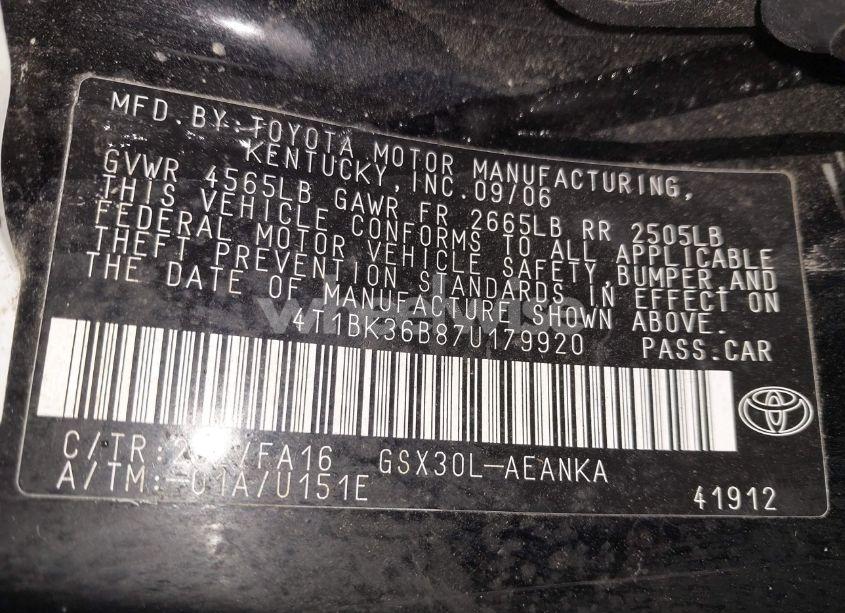 MFD. BY: TOYOTA MOTOR MANUFACTURING,
KENTUCKY, INC. 09/06
GVWR 4565LB GAWR FR 2665LB RR 2505LB
THIS VEHICLE CONFORMS TO ALL APPLICABLE
FEDERAL MOTOR VEHICLE SAFETY, BUMPER, AND
THEFT PREVENTION STANDARDS IN EFFECT ON
THE DATE OF MANUFACTURE SHOWN ABOVE.
4T1BK36B87U179920 PASS. CAR
C/TR: /FA16 GSX30L-AEANKA
A/TM:-01A/U151E
41912